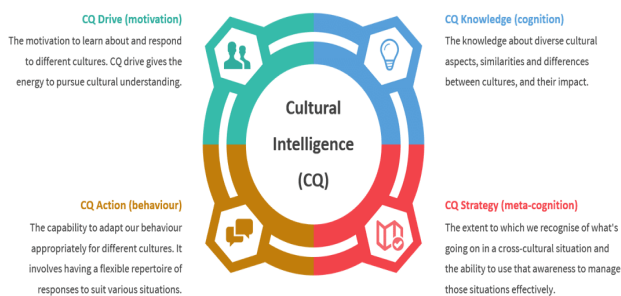 CQ Drive (motivation)
The motivation to learn about and respond
to different cultures. CQ drive gives the
energy to pursue cultural understanding.
CQ Knowledge (cognition)
The knowledge about diverse cultural
aspects, similarities and differences
between cultures, and their impact.
Cultural
Intelligence
(CQ)
CQ Action (behaviour)
The capability to adapt our behaviour
appropriately for different cultures. It
involves having a flexible repertoire of
responses to suit various situations.
CQ Strategy (meta-cognition)
The extent to which we recognise of what's
going on in a cross-cultural situation and
the ability to use that awareness to manage
those situations effectively.